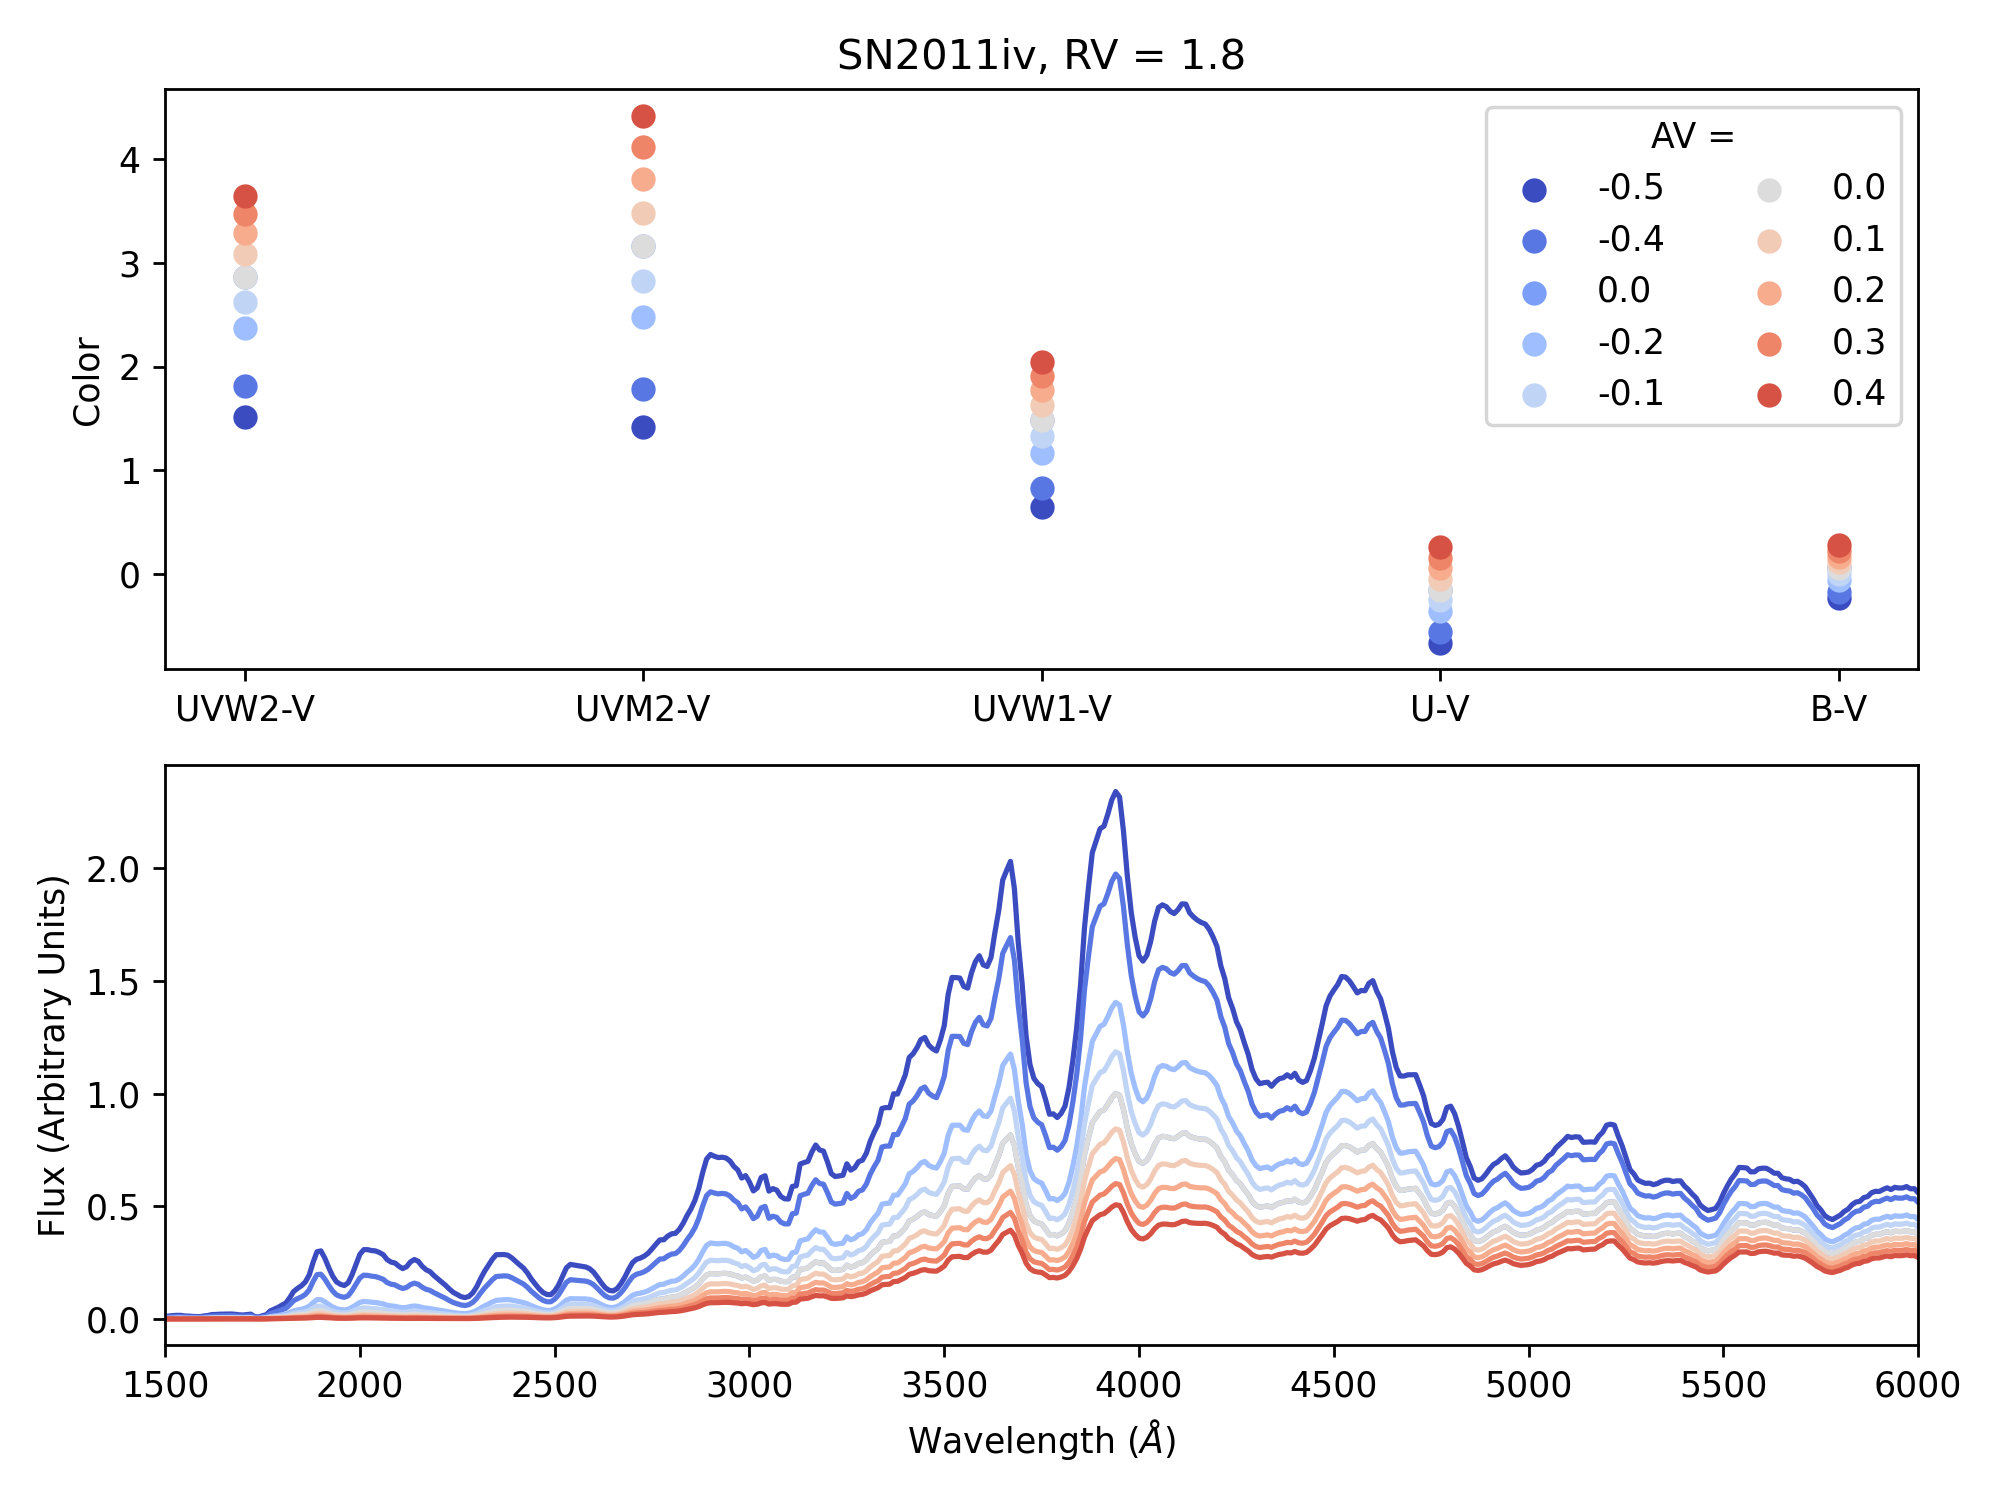 SN2011iv, RV = 1.8
Color
4
3
2
1
0
AV =
-0.5 0.0
-0.4 0.1
0.0 0.2
-0.2 0.3
-0.1 0.4
UVW2-V UVM2-V UVW1-V U-V B-V
Flux (Arbitrary Units)
2.0
1.5
1.0
0.5
0.0
1500 2000 2500 3000 3500 4000 4500 5000 5500 6000
Wavelength (Å)